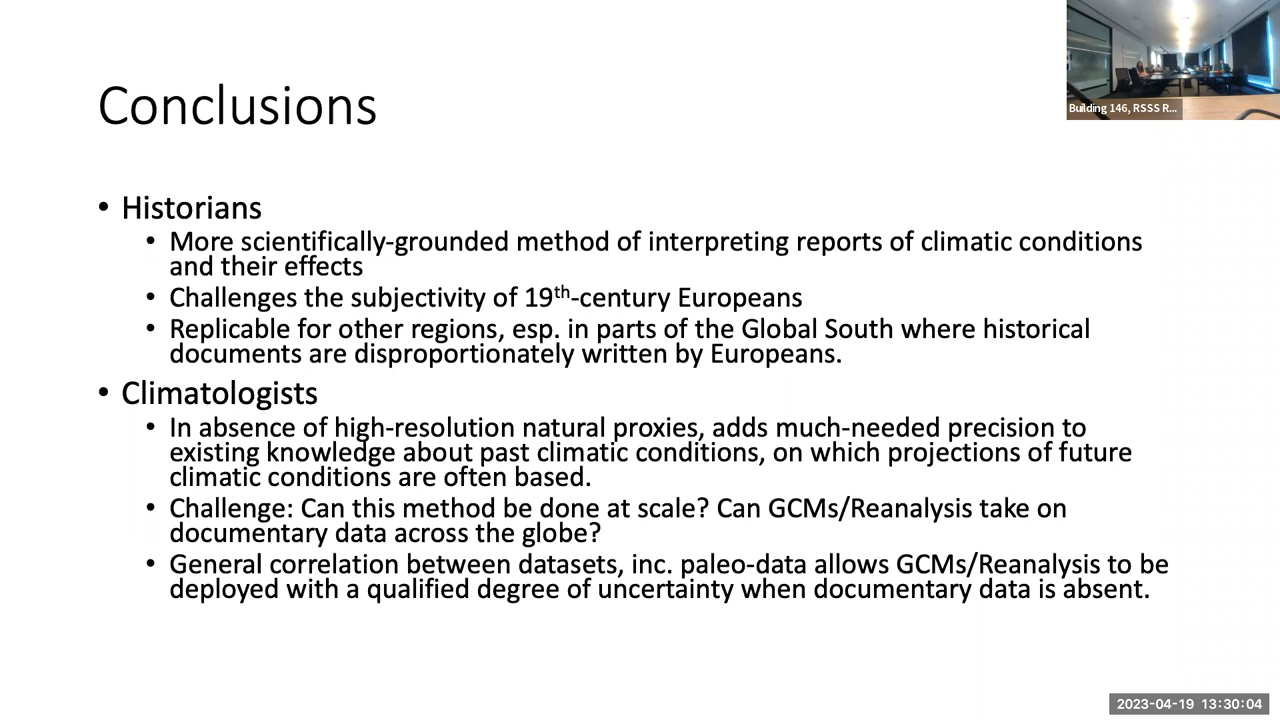 Building 146, RSSS R...
Conclusions
• Historians
• More scientifically-grounded method of interpreting reports of climatic conditions
and their effects
• Challenges the subjectivity of 19th-century Europeans
• Replicable for other regions, esp. in parts of the Global South where historical
documents are disproportionately written by Europeans.
• Climatologists
• In absence of high-resolution natural proxies, adds much-needed precision to
existing knowledge about past climatic conditions, on which projections of future
climatic conditions are often based.
• Challenge: Can this method be done at scale? Can GCMs/Reanalysis take on
documentary data across the globe?
• General correlation between datasets, inc. paleo-data allows GCMs/Reanalysis to be
deployed with a qualified degree of uncertainty when documentary data is absent.
2023-04-19 13:30:04